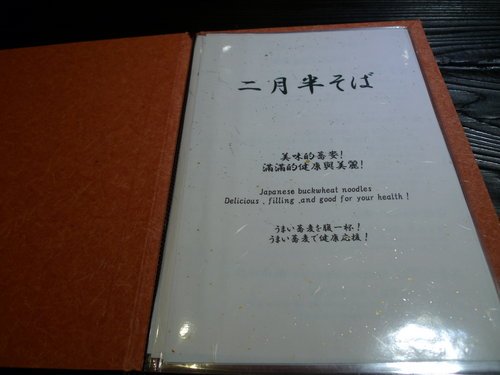 二月半そば
美味的蕎麥!
滿滿的健康與美麗!
Japanese buckwheat noodles
Delicious , filling ,and good for your health !
うまい蕎麦を腹一杯!
うまい蕎麦で健康応援!